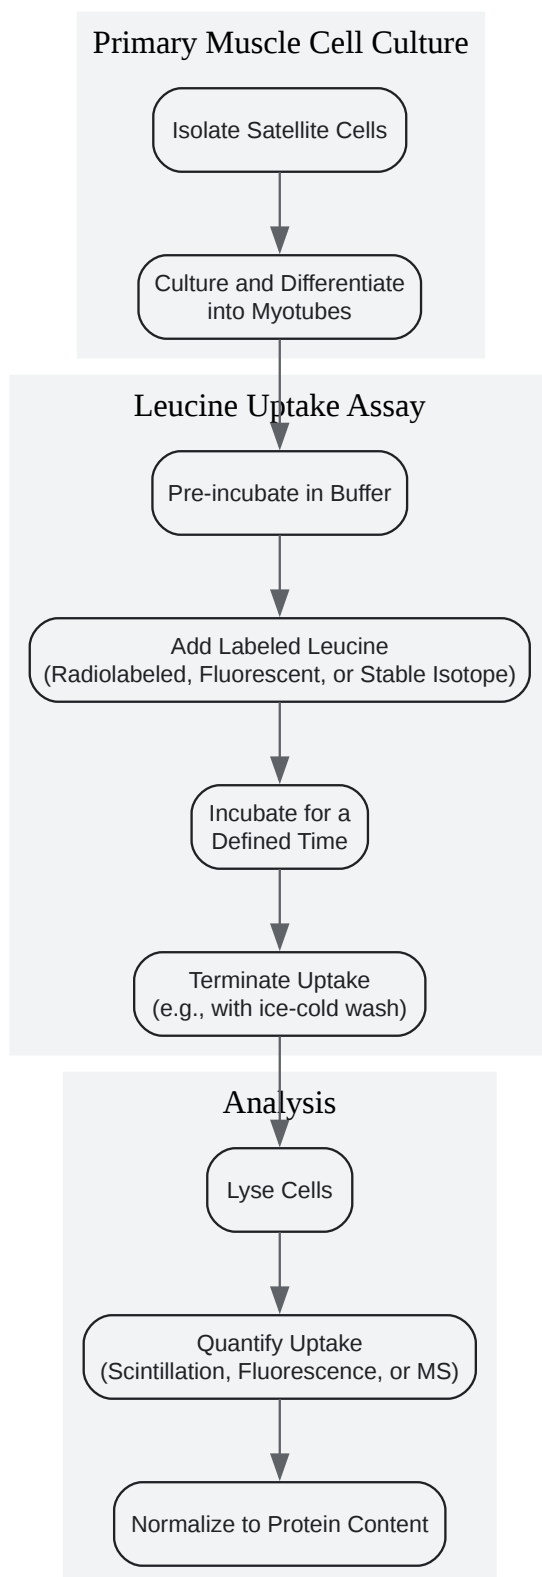 Primary Muscle Cell Culture
Isolate Satellite Cells
Culture and Differentiate
into Myotubes
Leucine Uptake Assay
Pre-incubate in Buffer
Add Labeled Leucine
(Radiolabeled, Fluorescent, or Stable Isotope)
Incubate for a
Defined Time
Terminate Uptake
(e.g., with ice-cold wash)
Analysis
Lyse Cells
Quantify Uptake
(Scintillation, Fluorescence, or MS)
Normalize to Protein Content